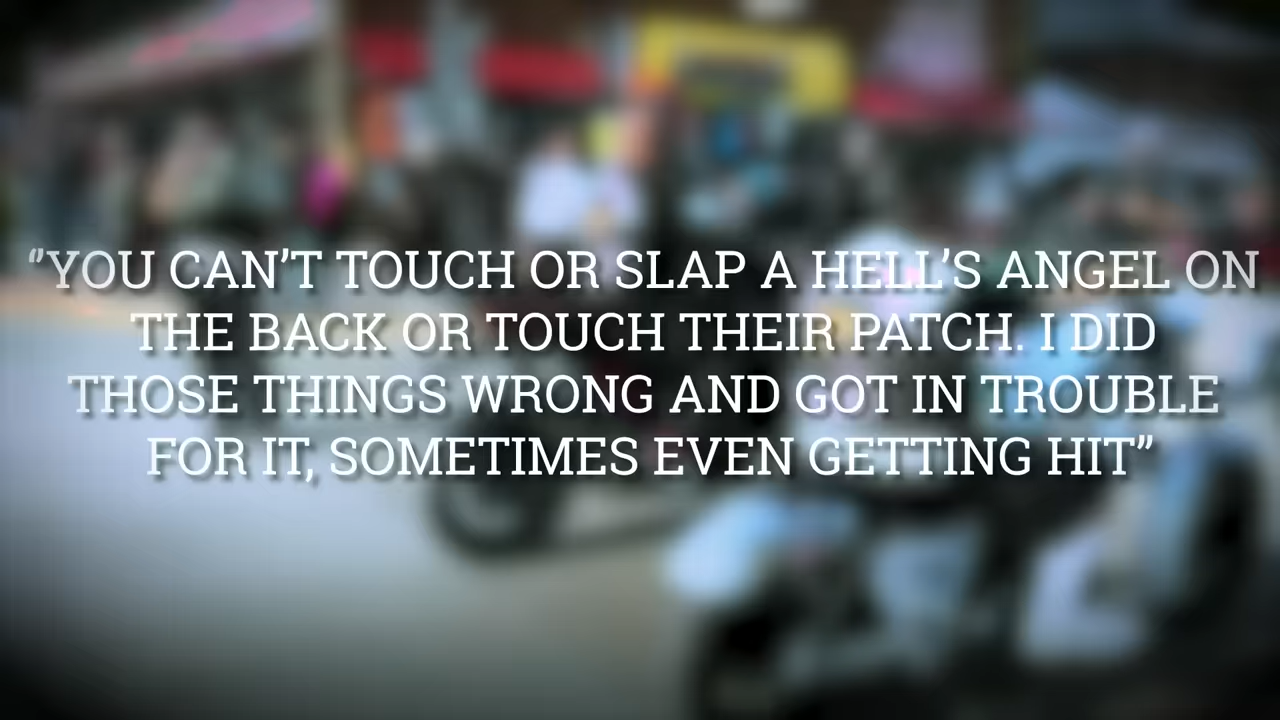 "YOU CAN'T TOUCH OR SLAP A HELL'S ANGEL ON
THE BACK OR TOUCH THEIR PATCH. I DID
THOSE THINGS WRONG AND GOT IN TROUBLE
FOR IT, SOMETIMES EVEN GETTING HIT"